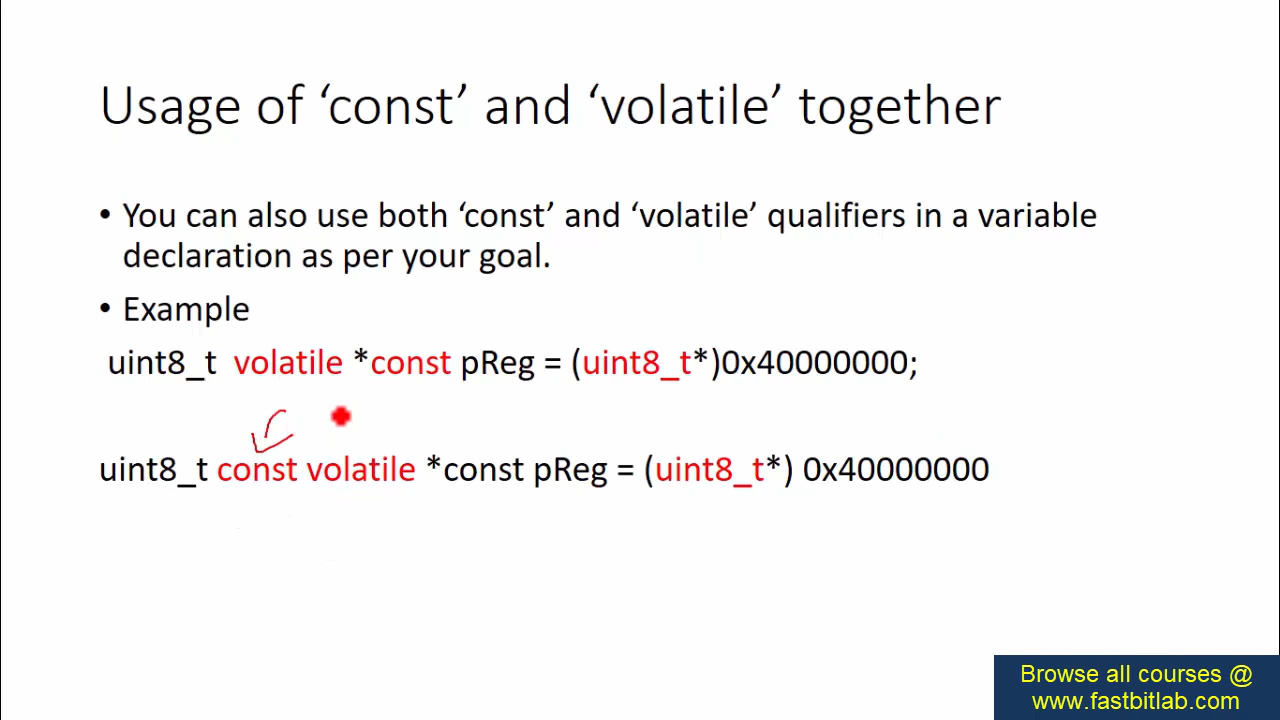 Usage of ‘const’ and ‘volatile’ together
• You can also use both ‘const’ and ‘volatile’ qualifiers in a variable
declaration as per your goal.
• Example
uint8_t volatile *const pReg = (uint8_t*)0x40000000;
uint8_t const volatile *const pReg = (uint8_t*) 0x40000000
Browse all courses @
www.fastbitlab.com